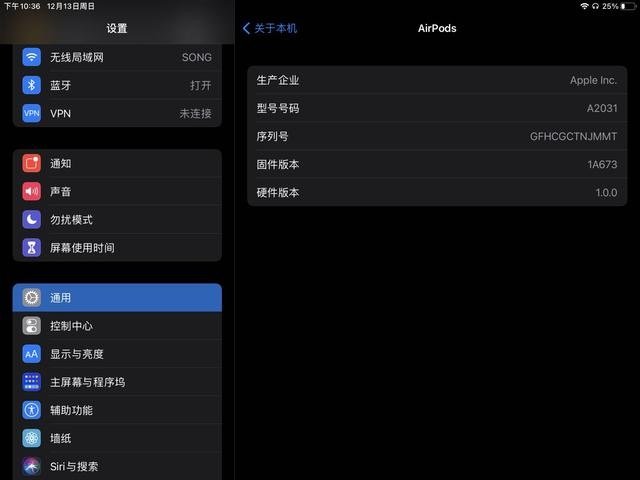 下午10:36 12月13日周日
25%
设置
关于本机
AirPods
无线局域网 SONG
蓝牙 打开
VPN VPN 未连接
通知
声音
勿扰模式
屏幕使用时间
通用
控制中心
AA 显示与亮度
主屏幕与程序坞
辅助功能
墙纸
Siri与搜索
生产企业 Apple Inc.
型号号码 A2031
序列号 GFHCGCTNJMMT
固件版本 1A673
硬件版本 1.0.0